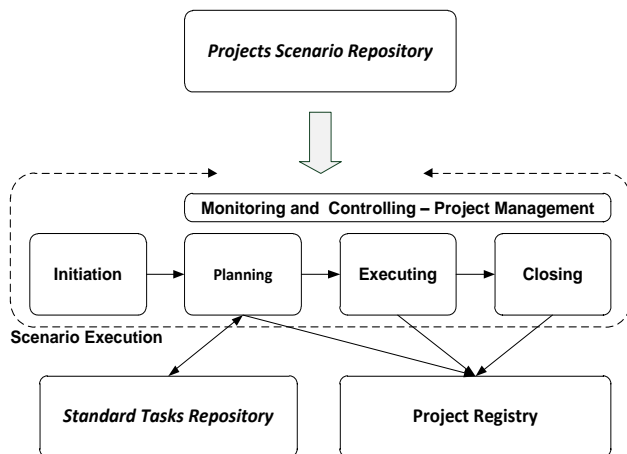 Projects Scenario Repository
Monitoring and Controlling – Project Management
Initiation
Planning
Executing
Closing
Scenario Execution
Standard Tasks Repository
Project Registry